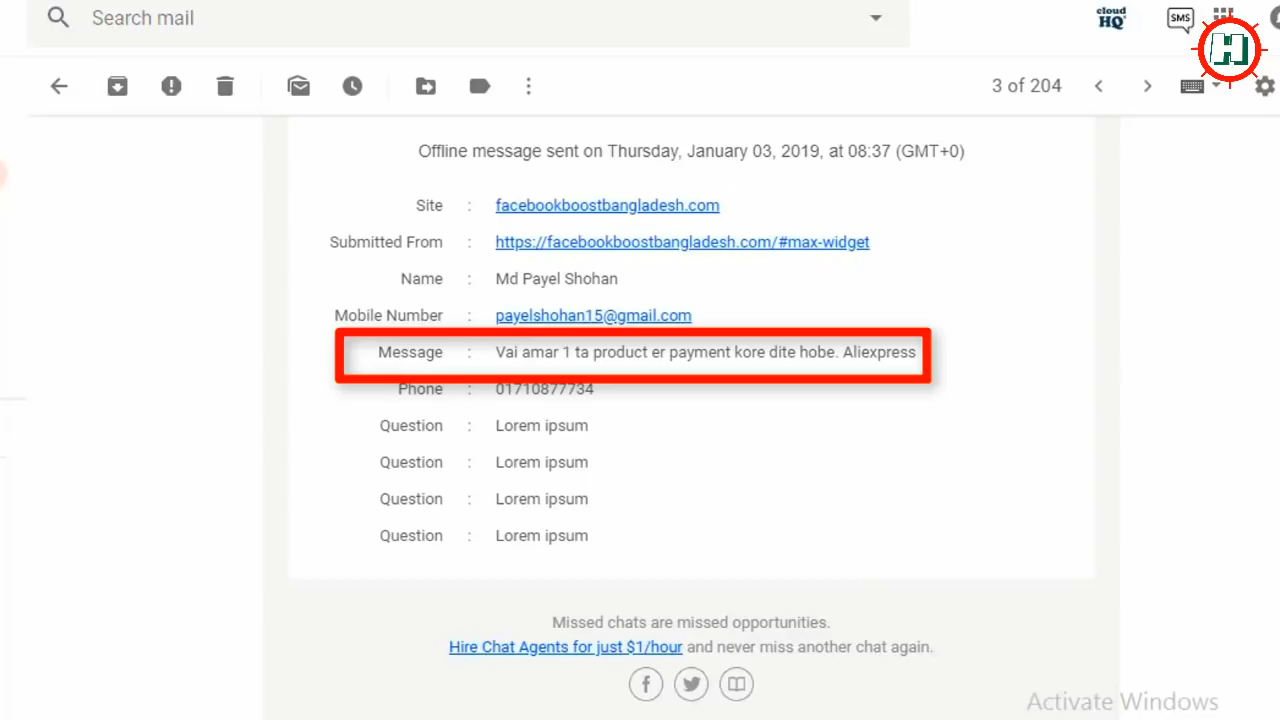 Search mail
cloud HQ
SMS
H
3 of 204
Offline message sent on Thursday, January 03, 2019, at 08:37 (GMT+0)
Site : facebookboostbangladesh.com
Submitted From : https://facebookboostbangladesh.com/#max-widget
Name : Md Payel Shohan
Mobile Number : payelshohan15@gmail.com
Message : Vai amar 1 ta product er payment kore dite hobe. Aliexpress
Phone : 01710877734
Question : Lorem ipsum
Question : Lorem ipsum
Question : Lorem ipsum
Question : Lorem ipsum
Missed chats are missed opportunities.
Hire Chat Agents for just $1/hour and never miss another chat again.
Activate Windows